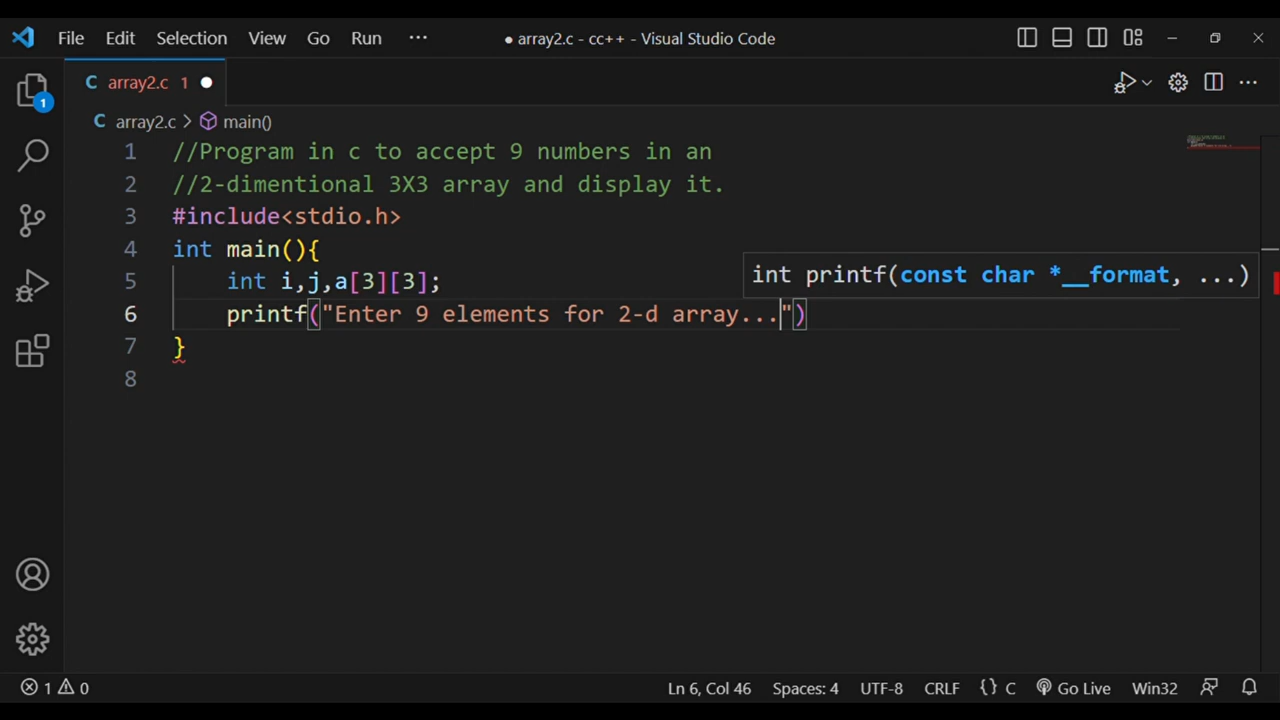 File Edit Selection View Go Run ··· ● array2.c - cc++ - Visual Studio Code
1
C array2.c 1 ●
C array2.c > main()
1 //Program in c to accept 9 numbers in an
2 //2-dimentional 3X3 array and display it.
3 #include<stdio.h>
4 int main(){
5 int i,j,a[3][3];
int printf(const char *__format, ...)
6 printf("Enter 9 elements for 2-d array...")
7 }
8
1 0 Ln 6, Col 46 Spaces: 4 UTF-8 CRLF {} C Go Live Win32